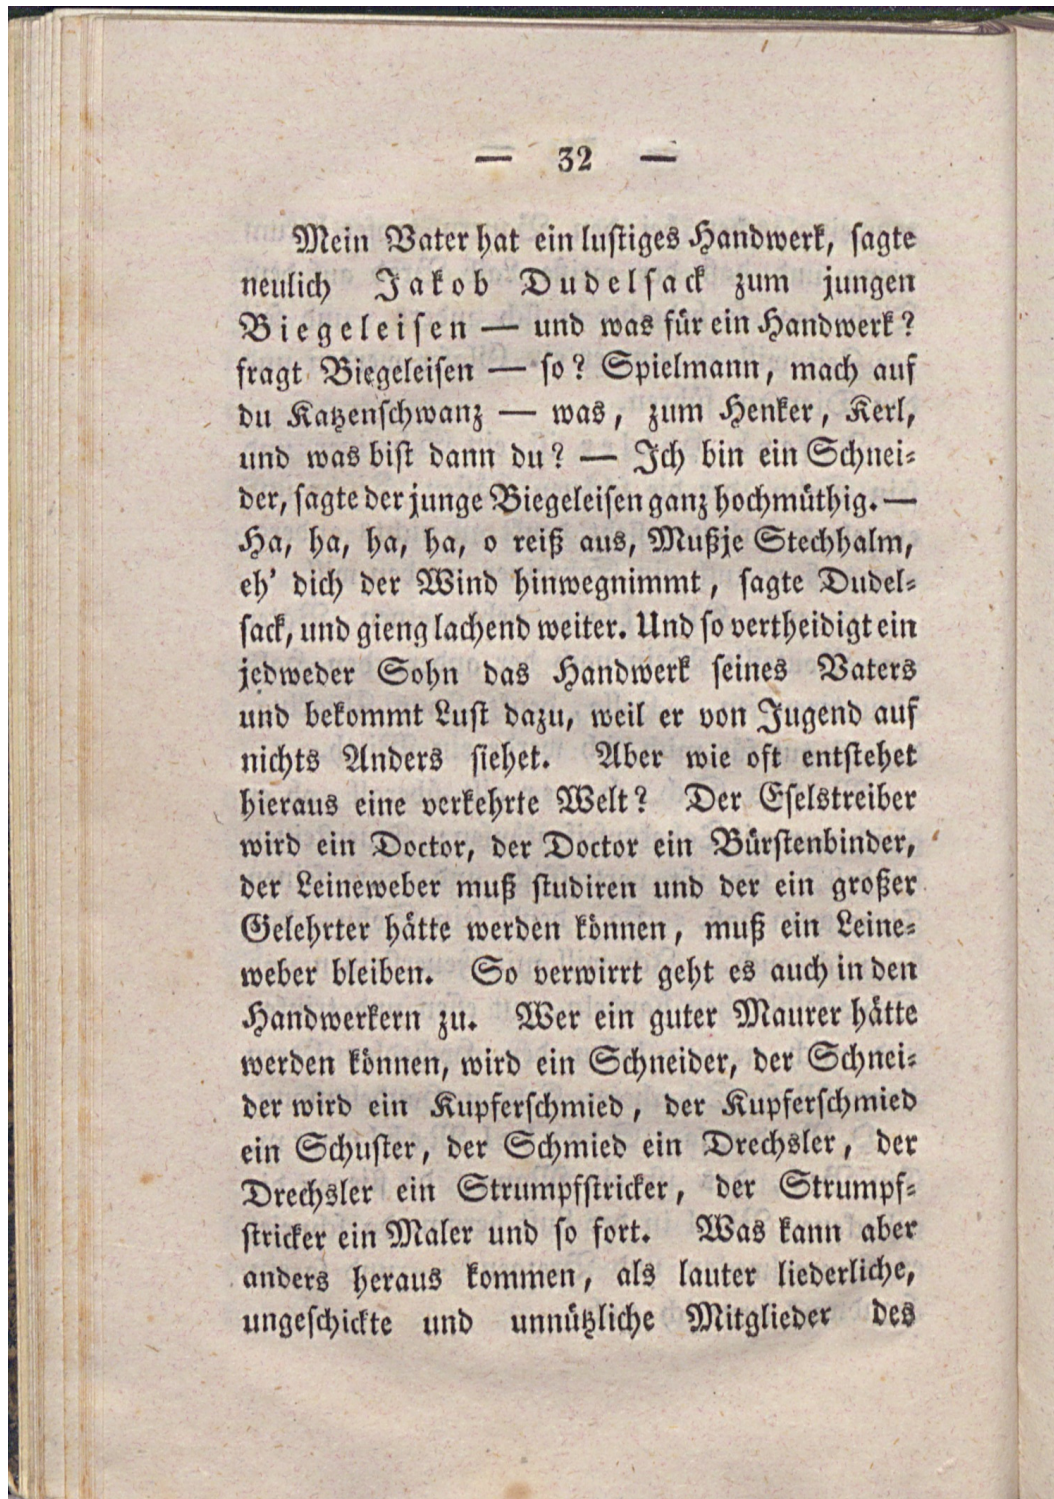 — 32 —
Mein Vater hat ein lustiges Handwerk, sagte
neulich Jakob Dudelsack zum jungen
Biegeleisen — und was für ein Handwerk?
fragt Biegeleisen — so? Spielmann, mach auf
du Katzenschwanz — was, zum Henker, Kerl,
und was bist dann du? — Ich bin ein Schnei-
der, sagte der junge Biegeleisen ganz hochmüthig. —
Ha, ha, ha, ha, o reiß aus, Mußje Stechhalm,
eh' dich der Wind hinwegnimmt, sagte Dudel-
sack, und gieng lachend weiter. Und so vertheidigt ein
jedweder Sohn das Handwerk seines Vaters
und bekommt Lust dazu, weil er von Jugend auf
nichts Anders siehet. Aber wie oft entstehet
hieraus eine verkehrte Welt? Der Eselstreiber
wird ein Doctor, der Doctor ein Bürstenbinder,
der Leineweber muß studiren und der ein großer
Gelehrter hätte werden können, muß ein Leine-
weber bleiben. So verwirrt geht es auch in den
Handwerkern zu. Wer ein guter Maurer hätte
werden können, wird ein Schneider, der Schnei-
der wird ein Kupferschmied, der Kupferschmied
ein Schuster, der Schmied ein Drechsler, der
Drechsler ein Strumpfstricker, der Strumpf-
stricker ein Maler und so fort. Was kann aber
anders heraus kommen, als lauter liederliche,
ungeschickte und unnützliche Mitglieder des